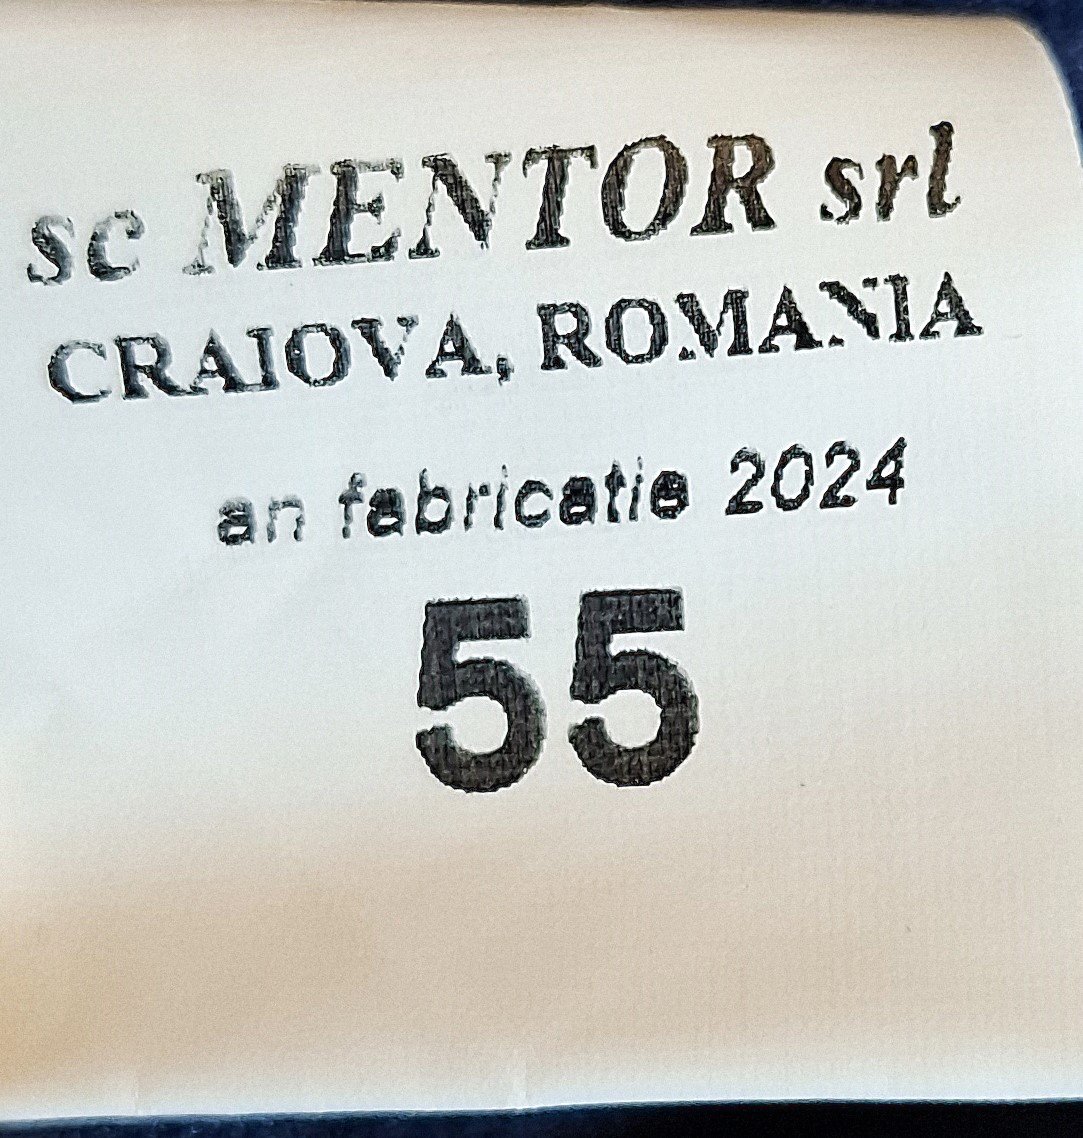 sc MENTOR srl
CRAIOVA, ROMANIA
an fabricatie 2024
55